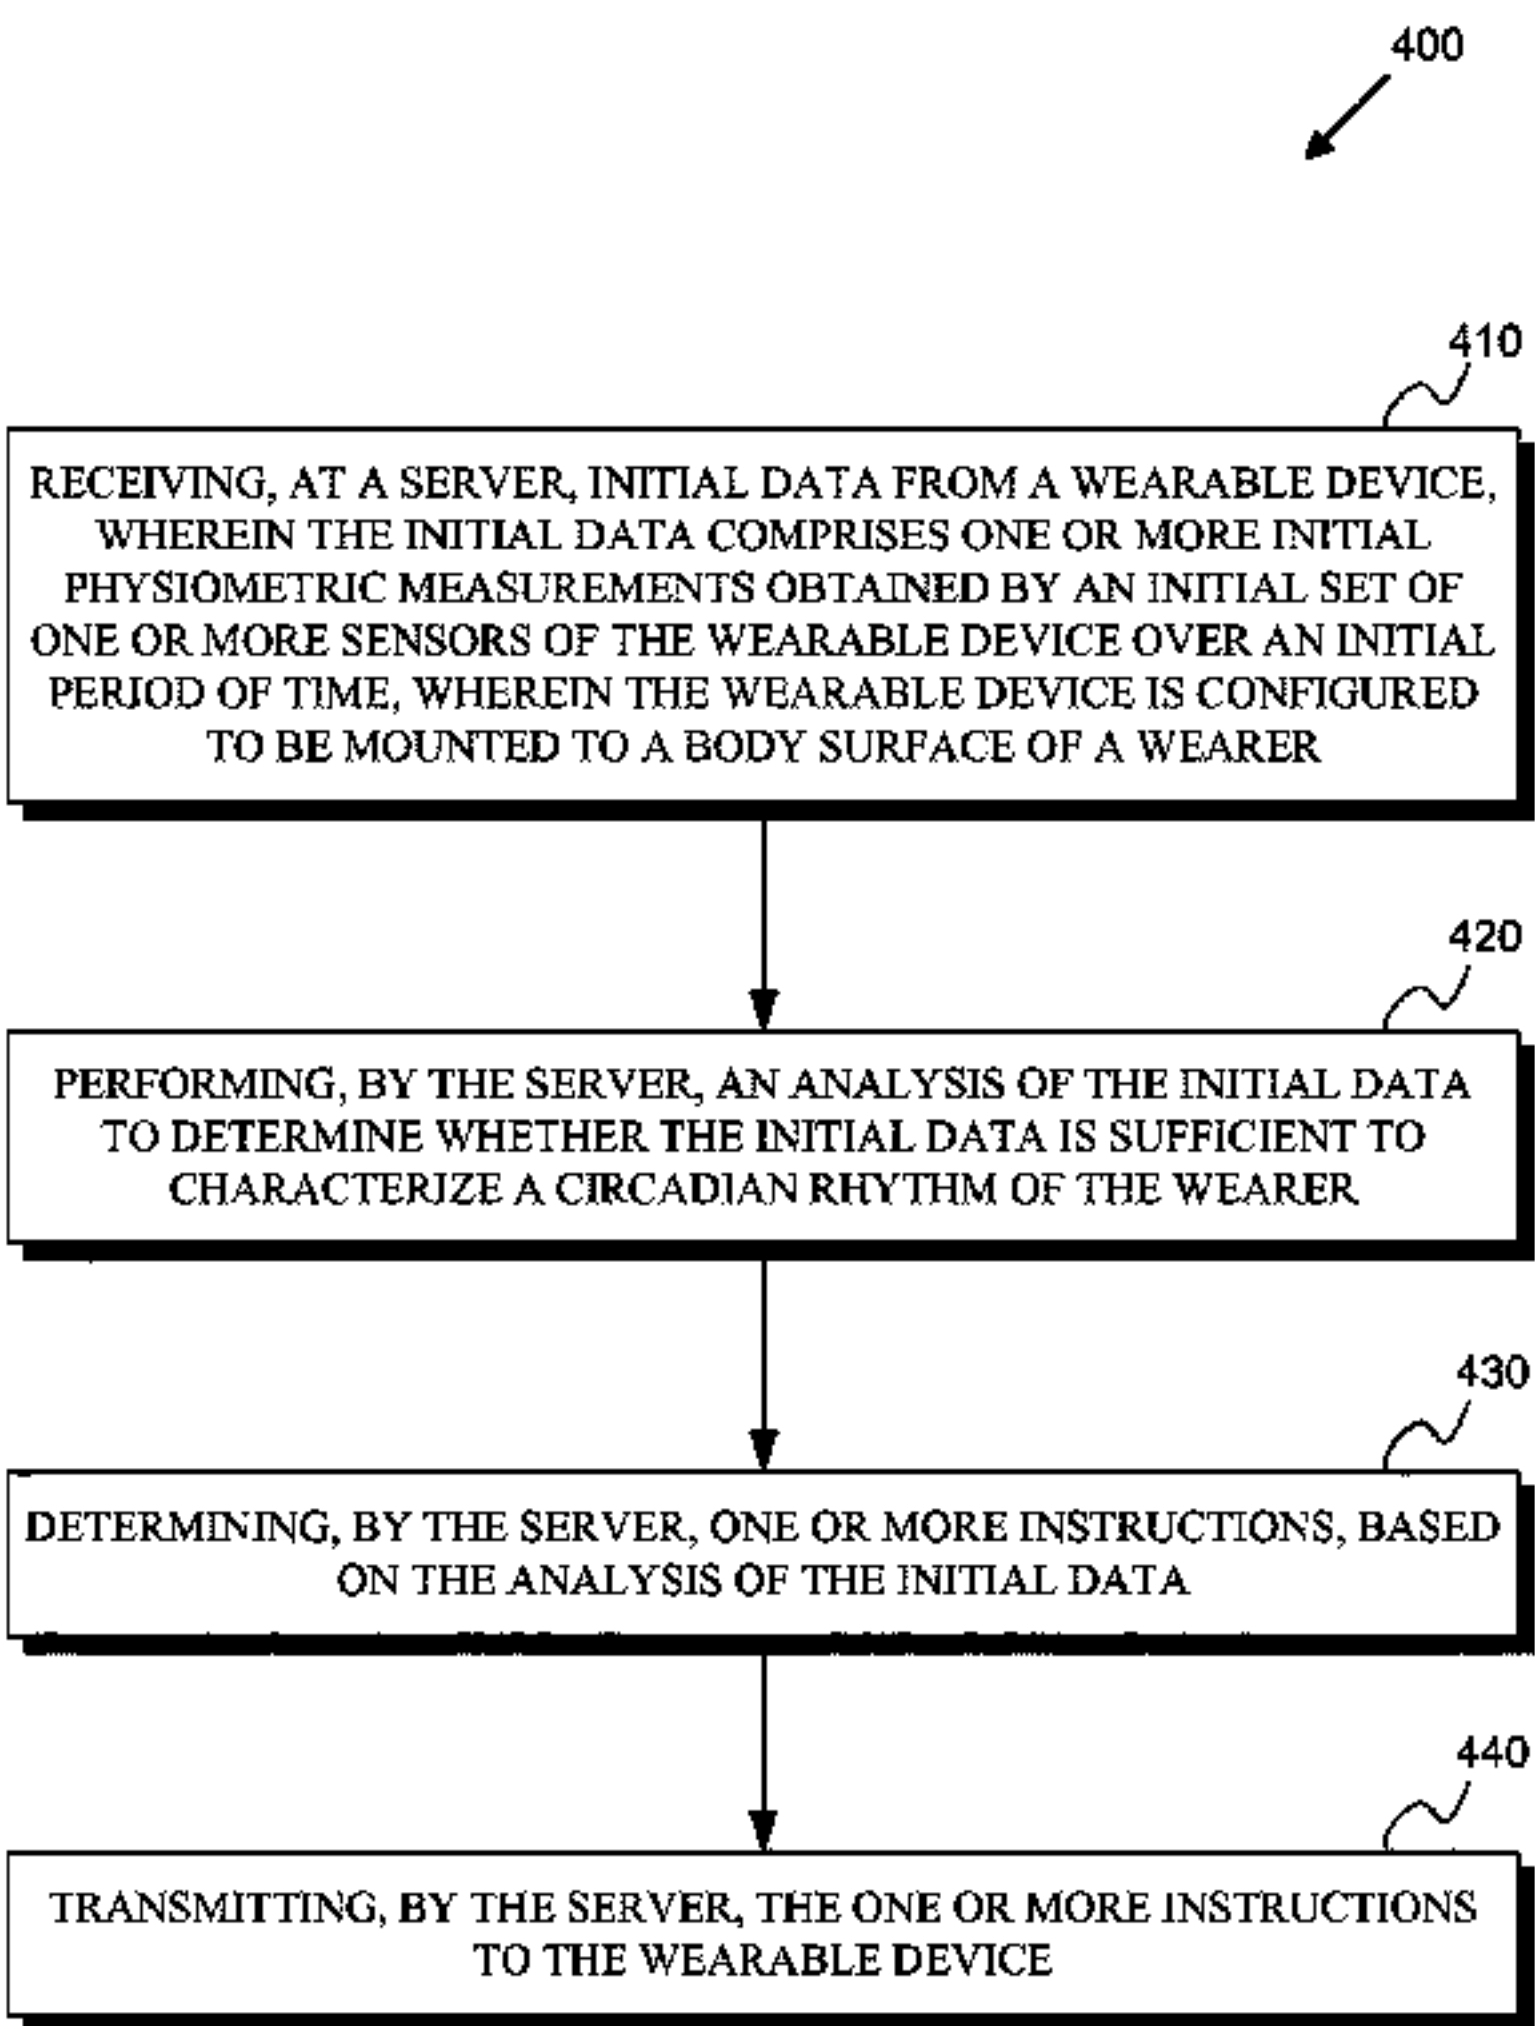 400
410
RECEIVING, AT A SERVER, INITIAL DATA FROM A WEARABLE DEVICE,
WHEREIN THE INITIAL DATA COMPRISES ONE OR MORE INITIAL
PHYSIOMETRIC MEASUREMENTS OBTAINED BY AN INITIAL SET OF
ONE OR MORE SENSORS OF THE WEARABLE DEVICE OVER AN INITIAL
PERIOD OF TIME, WHEREIN THE WEARABLE DEVICE IS CONFIGURED
TO BE MOUNTED TO A BODY SURFACE OF A WEARER
420
PERFORMING, BY THE SERVER, AN ANALYSIS OF THE INITIAL DATA
TO DETERMINE WHETHER THE INITIAL DATA IS SUFFICIENT TO
CHARACTERIZE A CIRCADIAN RHYTHM OF THE WEARER
430
DETERMINING, BY THE SERVER, ONE OR MORE INSTRUCTIONS, BASED
ON THE ANALYSIS OF THE INITIAL DATA
440
TRANSMITTING, BY THE SERVER, THE ONE OR MORE INSTRUCTIONS
TO THE WEARABLE DEVICE